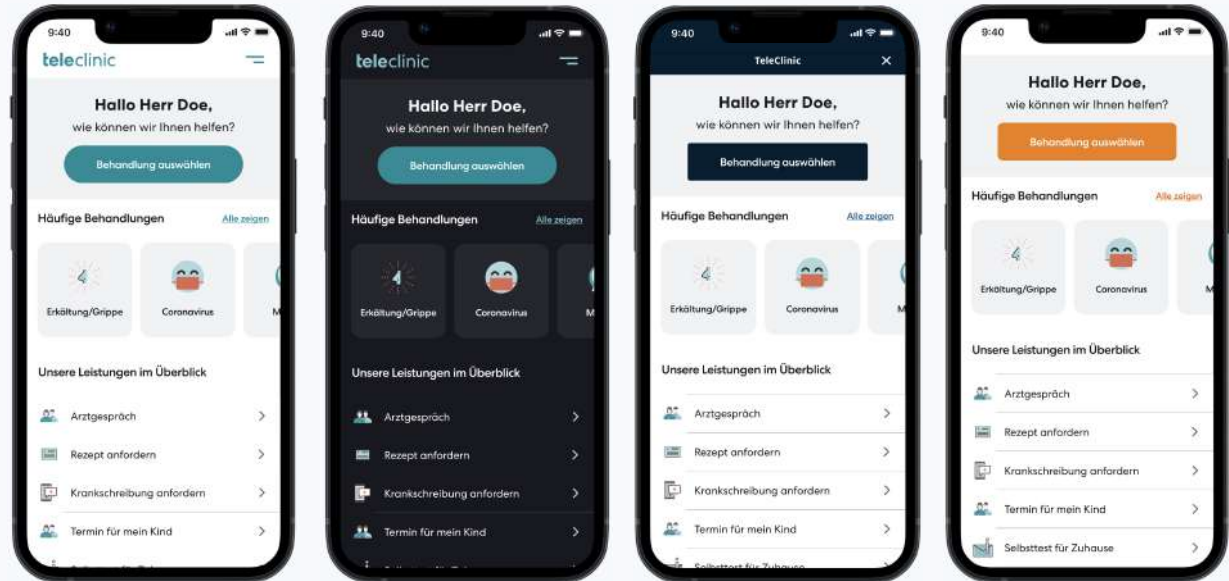 9:40
teleclinic
Hallo Herr Doe,
wie können wir Ihnen helfen?
Behandlung auswählen
Häufige Behandlungen
Alle zeigen
Erkältung/Grippe
Coronavirus
M
Unsere Leistungen im Überblick
Arztgespräch
Rezept anfordern
Krankschreibung anfordern
Termin für mein Kind
9:40
teleclinic
Hallo Herr Doe,
wie können wir Ihnen helfen?
Behandlung auswählen
Häufige Behandlungen
Alle zeigen
Erkältung/Grippe
Coronavirus
M
Unsere Leistungen im Überblick
Arztgespräch
Rezept anfordern
Krankschreibung anfordern
Termin für mein Kind
9:40
TeleClinic
Hallo Herr Doe,
wie können wir Ihnen helfen?
Behandlung auswählen
Häufige Behandlungen
Alle zeigen
Erkältung/Grippe
Coronavirus
M
Unsere Leistungen im Überblick
Arztgespräch
Rezept anfordern
Krankschreibung anfordern
Termin für mein Kind
Selbsttest für Zuhause
9:40
Hallo Herr Doe,
wie können wir Ihnen helfen?
Behandlung auswählen
Häufige Behandlungen
Alle zeigen
Erkältung/Grippe
Coronavirus
M
Unsere Leistungen im Überblick
Arztgespräch
Rezept anfordern
Krankschreibung anfordern
Termin für mein Kind
Selbsttest für Zuhause